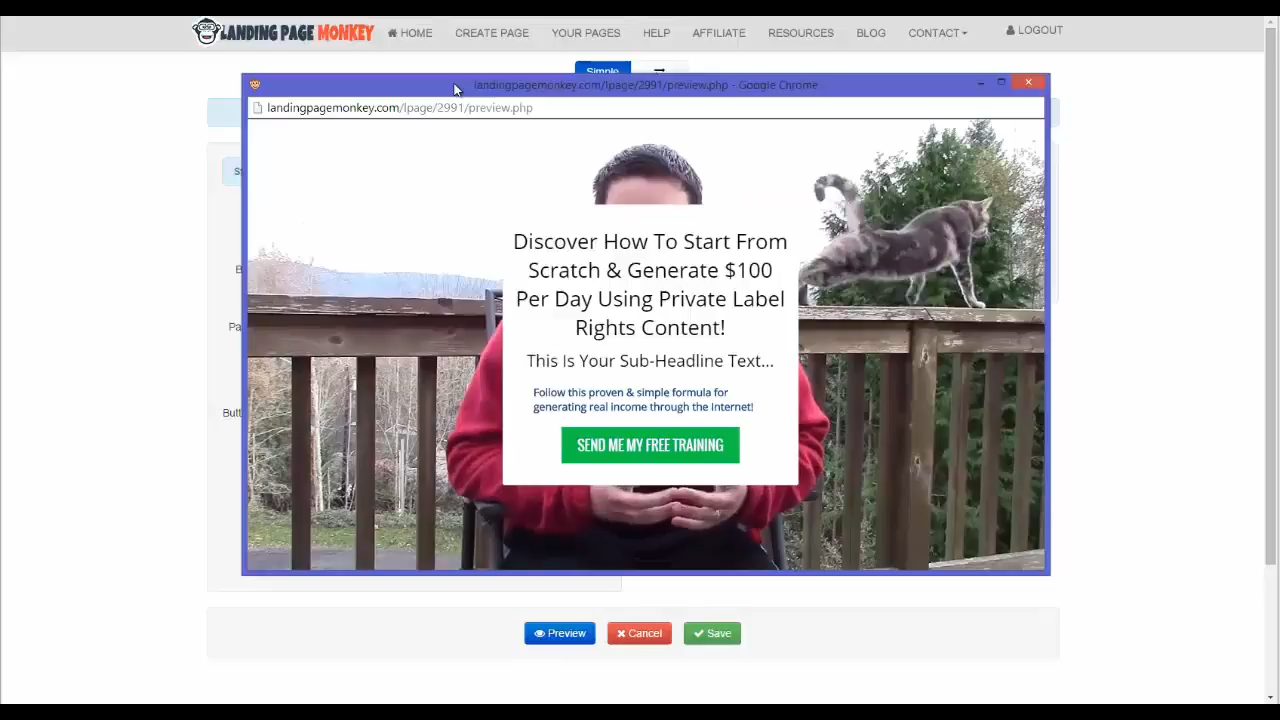 LANDING PAGE MONKEY HOME CREATE PAGE YOUR PAGES HELP AFFILIATE RESOURCES BLOG CONTACT LOGOUT
Simple
landingpagemonkey.com/lpage/2991/preview.php - Google Chrome
landingpagemonkey.com/lpage/2991/preview.php
Discover How To Start From
Scratch & Generate $100
Per Day Using Private Label
Rights Content!
This Is Your Sub-Headline Text...
Follow this proven & simple formula for
generating real income through the Internet!
SEND ME MY FREE TRAINING
Preview Cancel Save